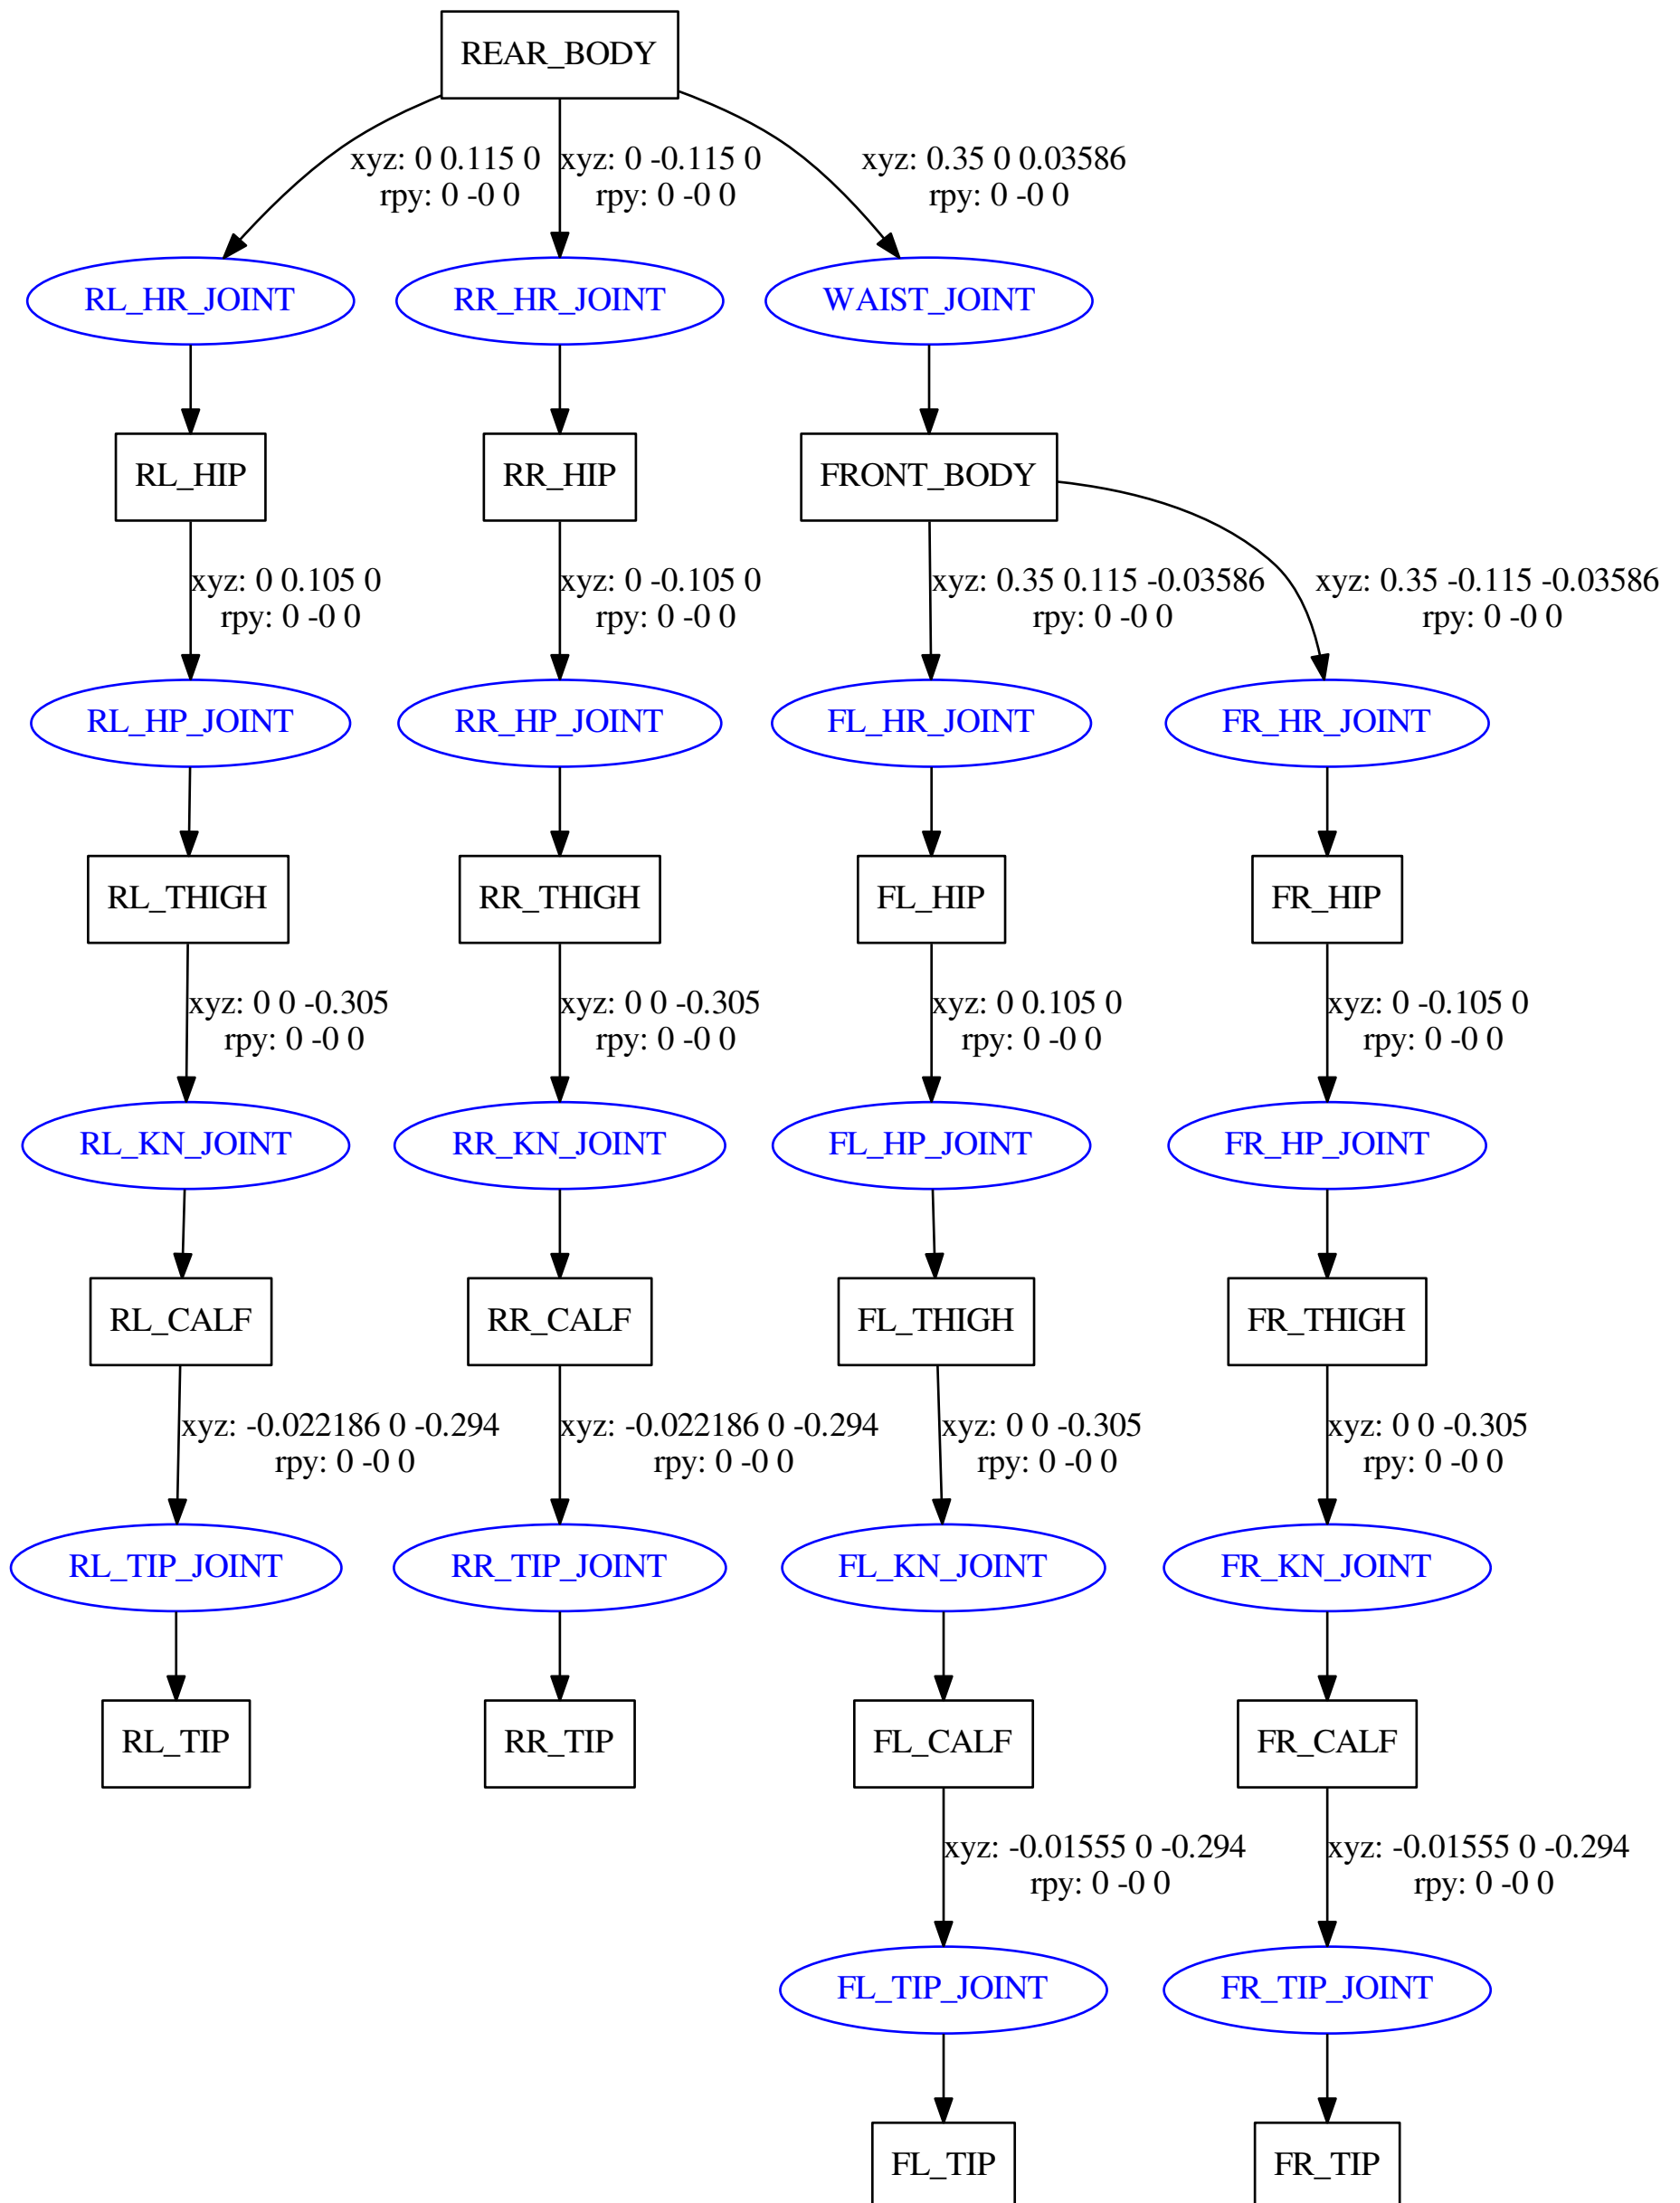 REAR_BODY
xyz: 0 0.115 0
rpy: 0 -0 0
xyz: 0 -0.115 0
rpy: 0 -0 0
xyz: 0.35 0 0.03586
rpy: 0 -0 0
RL_HR_JOINT
RR_HR_JOINT
WAIST_JOINT
RL_HIP
RR_HIP
FRONT_BODY
xyz: 0 0.105 0
rpy: 0 -0 0
xyz: 0 -0.105 0
rpy: 0 -0 0
xyz: 0.35 0.115 -0.03586
rpy: 0 -0 0
xyz: 0.35 -0.115 -0.03586
rpy: 0 -0 0
RL_HP_JOINT
RR_HP_JOINT
FL_HR_JOINT
FR_HR_JOINT
RL_THIGH
RR_THIGH
FL_HIP
FR_HIP
xyz: 0 0 -0.305
rpy: 0 -0 0
xyz: 0 0 -0.305
rpy: 0 -0 0
xyz: 0 0.105 0
rpy: 0 -0 0
xyz: 0 -0.105 0
rpy: 0 -0 0
RL_KN_JOINT
RR_KN_JOINT
FL_HP_JOINT
FR_HP_JOINT
RL_CALF
RR_CALF
FL_THIGH
FR_THIGH
xyz: -0.022186 0 -0.294
rpy: 0 -0 0
xyz: -0.022186 0 -0.294
rpy: 0 -0 0
xyz: 0 0 -0.305
rpy: 0 -0 0
xyz: 0 0 -0.305
rpy: 0 -0 0
RL_TIP_JOINT
RR_TIP_JOINT
FL_KN_JOINT
FR_KN_JOINT
RL_TIP
RR_TIP
FL_CALF
FR_CALF
xyz: -0.01555 0 -0.294
rpy: 0 -0 0
xyz: -0.01555 0 -0.294
rpy: 0 -0 0
FL_TIP_JOINT
FR_TIP_JOINT
FL_TIP
FR_TIP